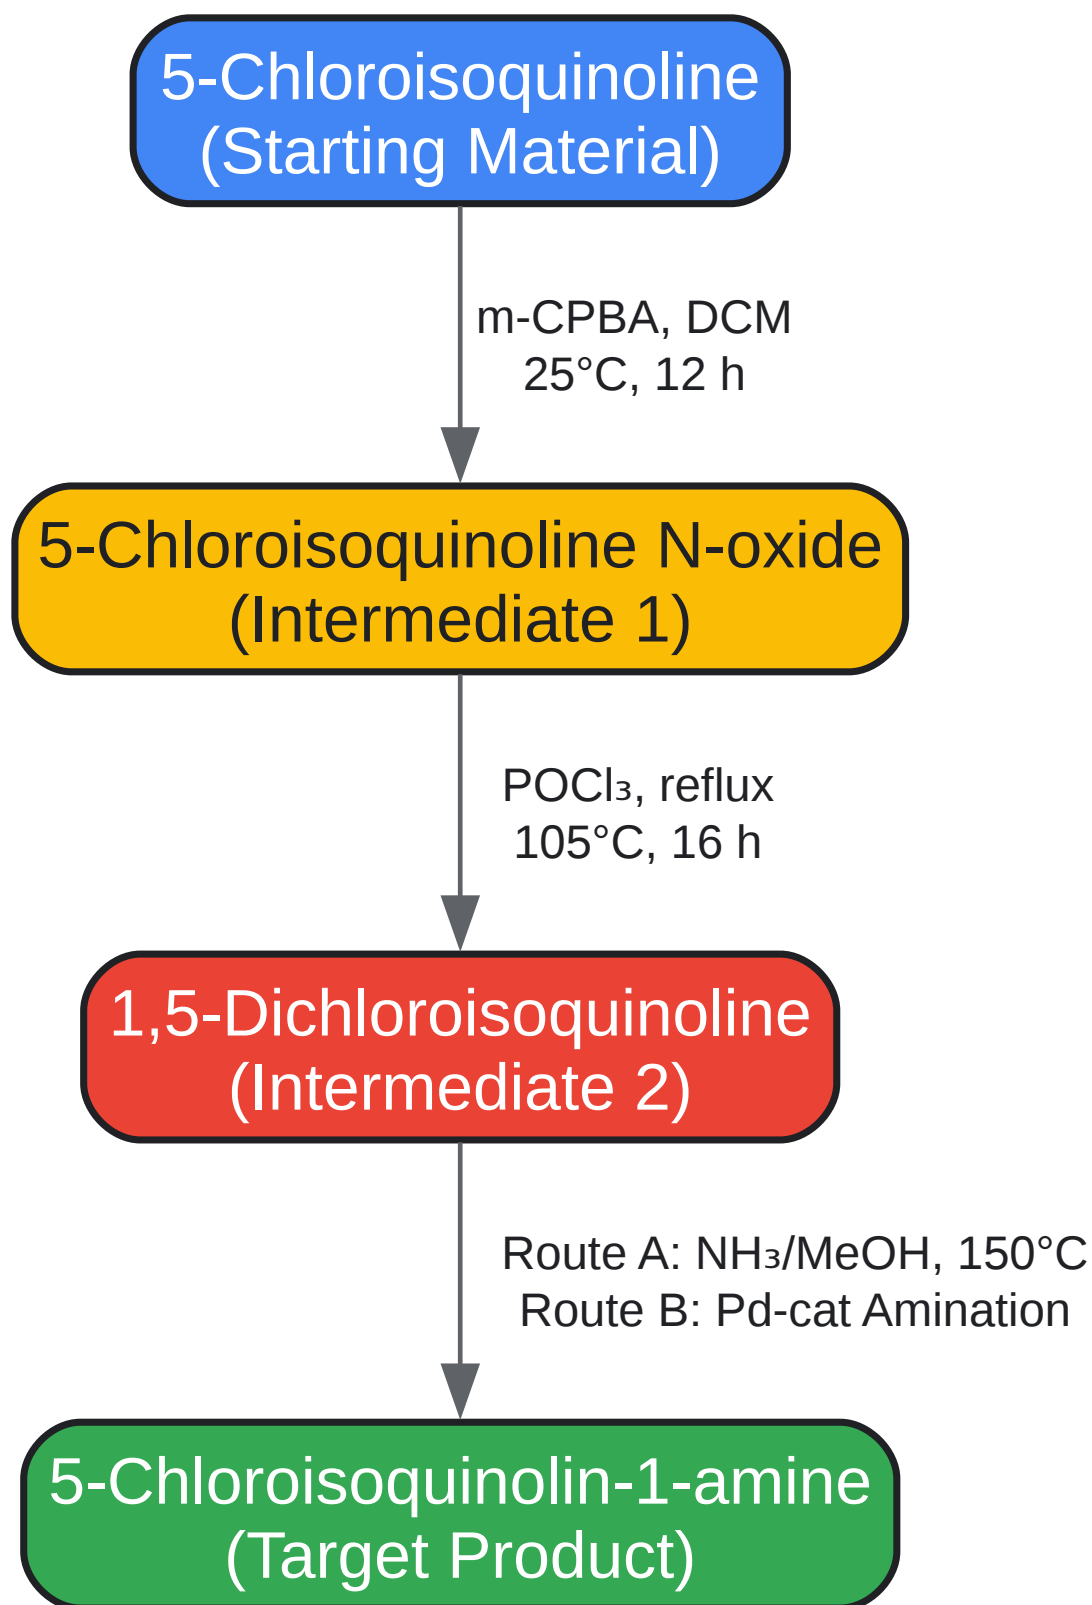 5-Chloroisoquinoline
(Starting Material)
m-CPBA, DCM
25°C, 12 h
5-Chloroisoquinoline N-oxide
(Intermediate 1)
POCl₃, reflux
105°C, 16 h
1,5-Dichloroisoquinoline
(Intermediate 2)
Route A: NH₃/MeOH, 150°C
Route B: Pd-cat Amination
5-Chloroisoquinolin-1-amine
(Target Product)